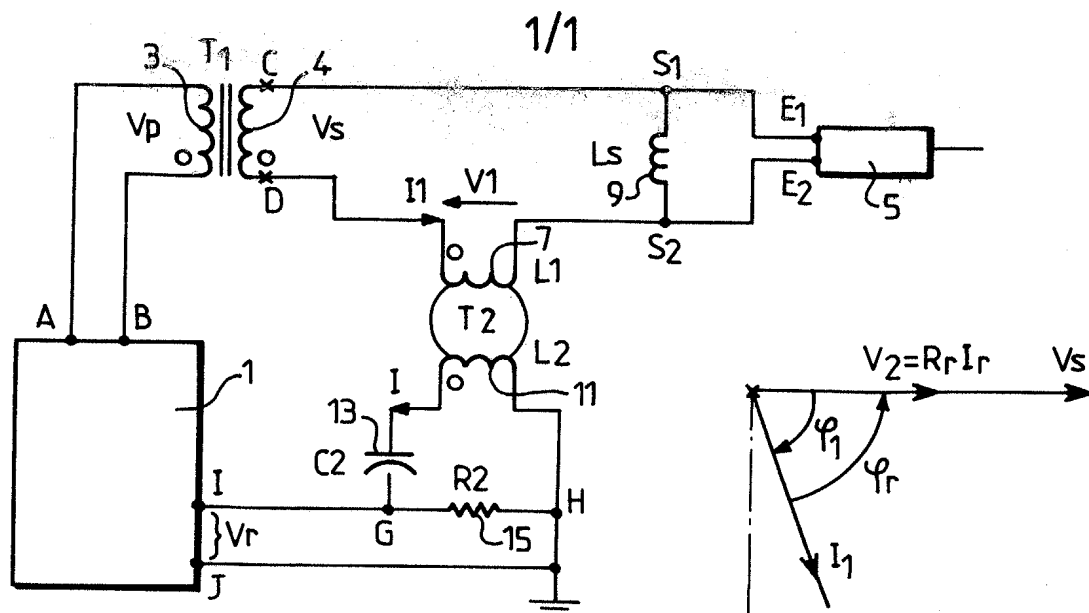 1/1
3 T1 C 4 S1
Vp Vs Ls E1
9 E2 5
D I1 V1
7 S2
L1
T2
A B L2
1 I 11
13
C2 R2
I H
}Vr G 15
J
V2=RrIr Vs
φ1
φr
I1